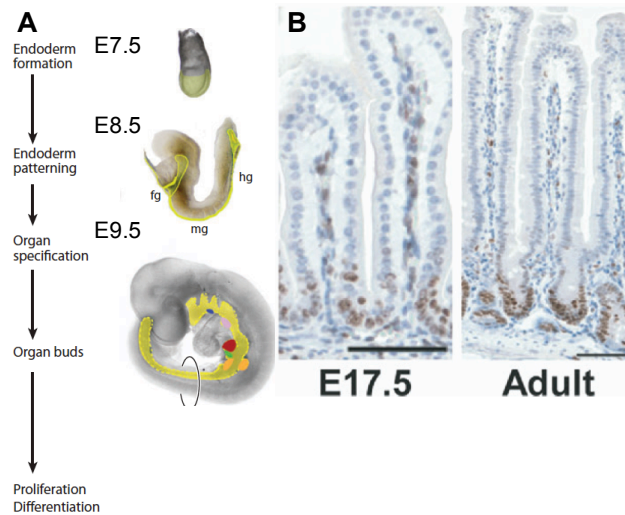 A
Endoderm
formation
E7.5
E8.5
fg
hg
mg
Endoderm
patterning
E9.5
Organ
specification
Organ buds
Proliferation
Differentiation
B
E17.5
Adult